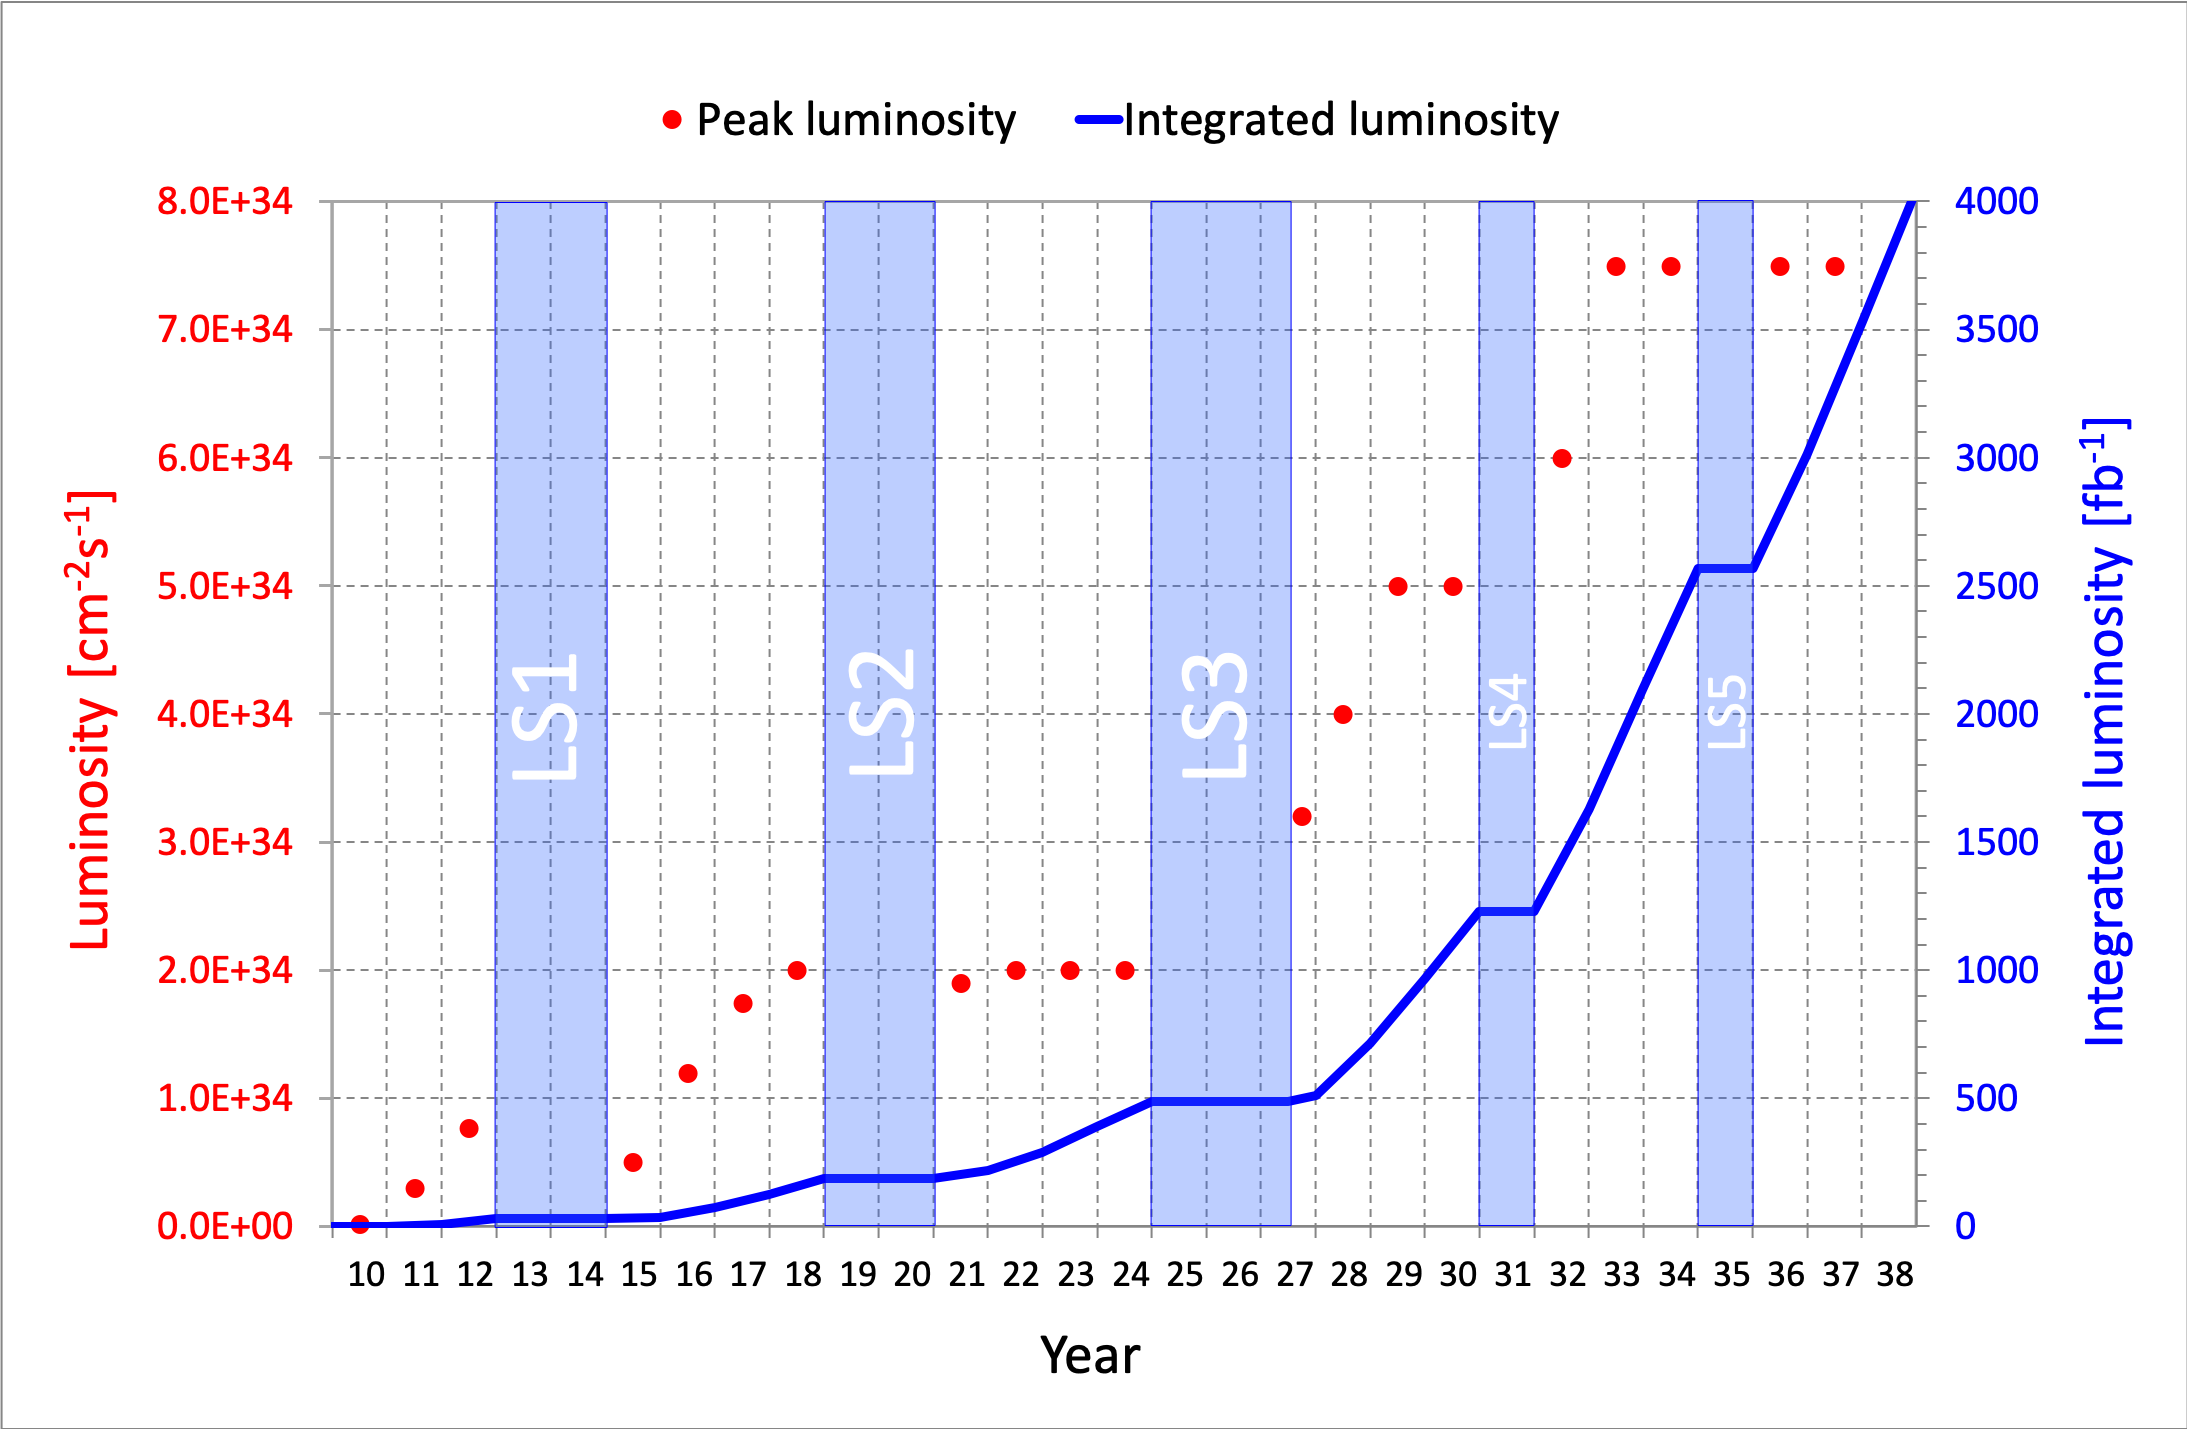 Peak luminosity Integrated luminosity
8.0E+34
7.0E+34
6.0E+34
5.0E+34
4.0E+34
3.0E+34
2.0E+34
1.0E+34
0.0E+00
Luminosity [cm⁻²s⁻¹]
LS1
LS2
LS3
LS4
LS5
4000
3500
3000
2500
2000
1500
1000
500
0
Integrated luminosity [fb⁻¹]
10 11 12 13 14 15 16 17 18 19 20 21 22 23 24 25 26 27 28 29 30 31 32 33 34 35 36 37 38
Year